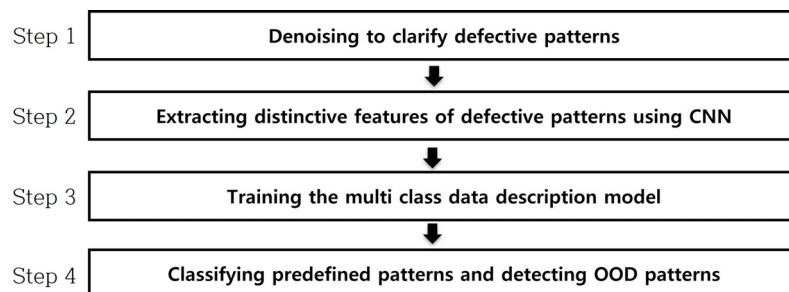 Step 1 Denoising to clarify defective patterns
Step 2 Extracting distinctive features of defective patterns using CNN
Step 3 Training the multi class data description model
Step 4 Classifying predefined patterns and detecting OOD patterns